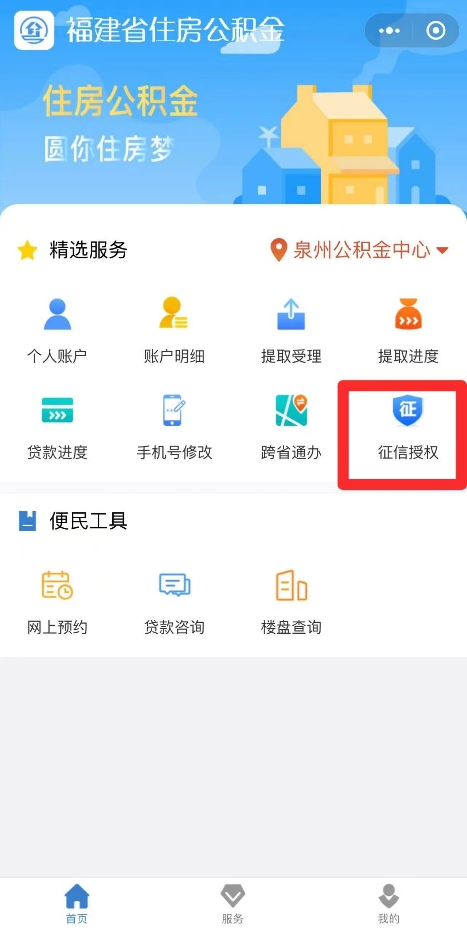 福建省住房公积金
住房公积金
圆你住房梦
精选服务
泉州公积金中心
个人账户
账户明细
提取受理
提取进度
贷款进度
手机号修改
跨省通办
征
征信授权
便民工具
网上预约
贷款咨询
楼盘查询
首页
服务
我的